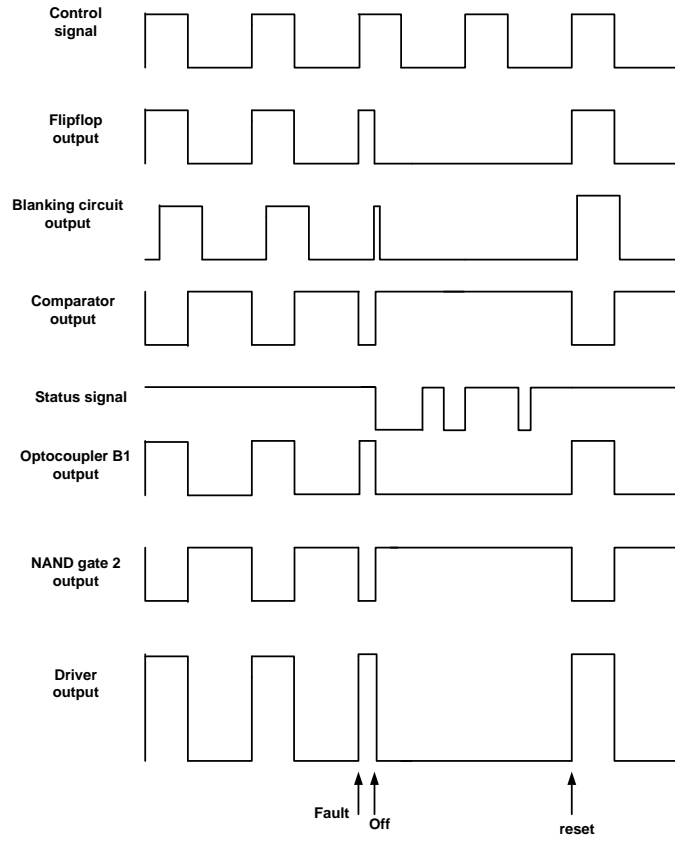 Control
signal
Flipflop
output
Blanking circuit
output
Comparator
output
Status signal
Optocoupler B1
output
NAND gate 2
output
Driver
output
Fault
Off
reset